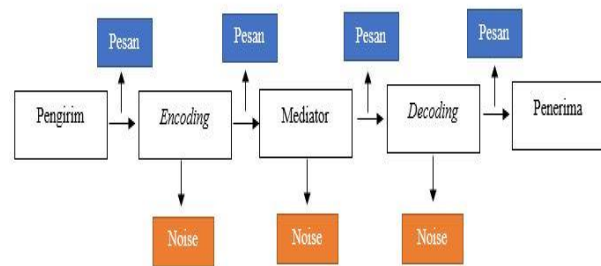 Pesan
Pesan
Pesan
Pesan
Pengirim
Encoding
Mediator
Decoding
Penerima
Noise
Noise
Noise